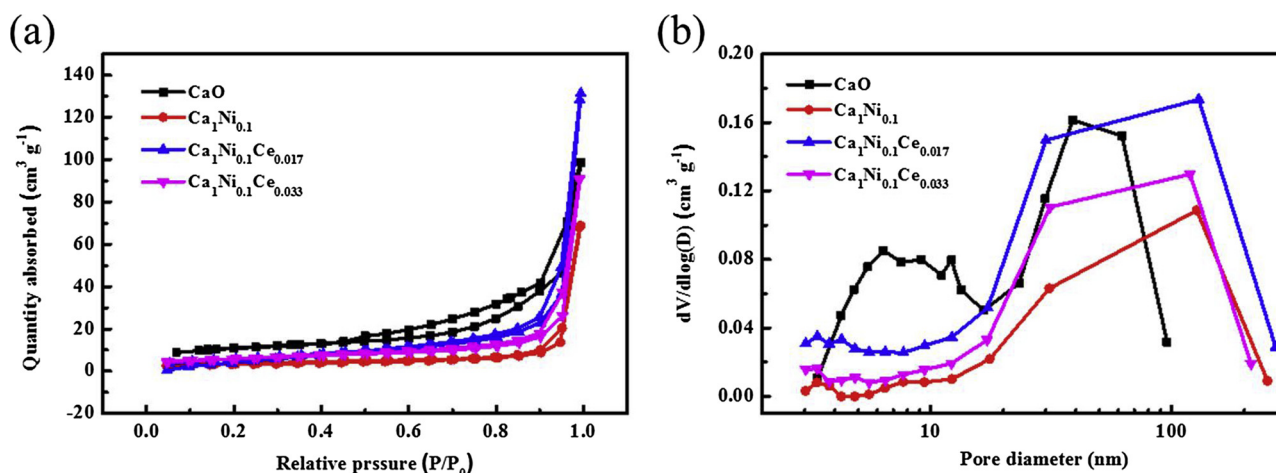 (a)
140
120
100
80
60
40
20
0
-20
Quantity absorbed (cm³ g⁻¹)
CaO
Ca₁Ni₀.₁
Ca₁Ni₀.₁Ce₀.₀₁₇
Ca₁Ni₀.₁Ce₀.₀₃₃
0.0 0.2 0.4 0.6 0.8 1.0
Relative prssure (P/P₀)
(b)
0.20
0.16
0.12
0.08
0.04
0.00
dV/dlog(D) (cm³ g⁻¹)
CaO
Ca₁Ni₀.₁
Ca₁Ni₀.₁Ce₀.₀₁₇
Ca₁Ni₀.₁Ce₀.₀₃₃
10 100
Pore diameter (nm)